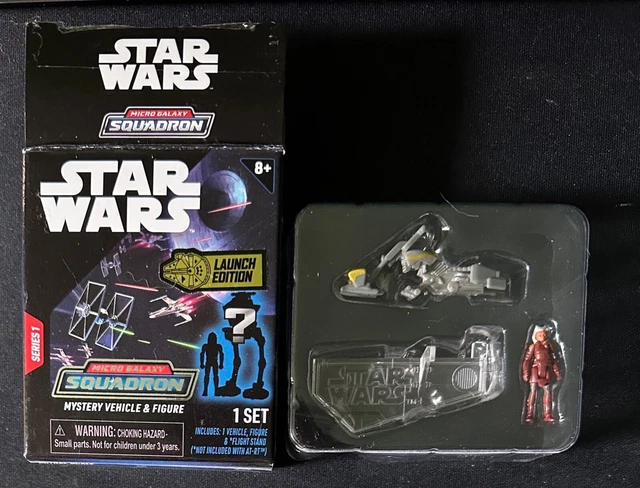 STAR
WARS
MICRO GALAXY
SQUADRON
8+
STAR
WARS™
LAUNCH
EDITION
?
SERIES 1
MICRO GALAXY
SQUADRON
MYSTERY VEHICLE & FIGURE
1 SET
INCLUDES: 1 VEHICLE, FIGURE
& *FLIGHT STAND
(*NOT INCLUDED WITH AT-RT™)
WARNING: CHOKING HAZARD-
Small parts. Not for children under 3 years.
STAR
WARS